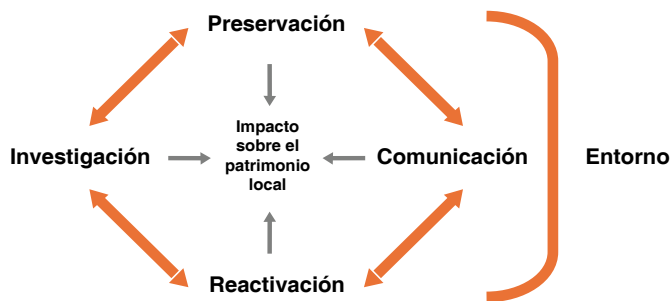 Preservación
Investigación
Impacto
sobre el
patrimonio
local
Comunicación
Entorno
Reactivación